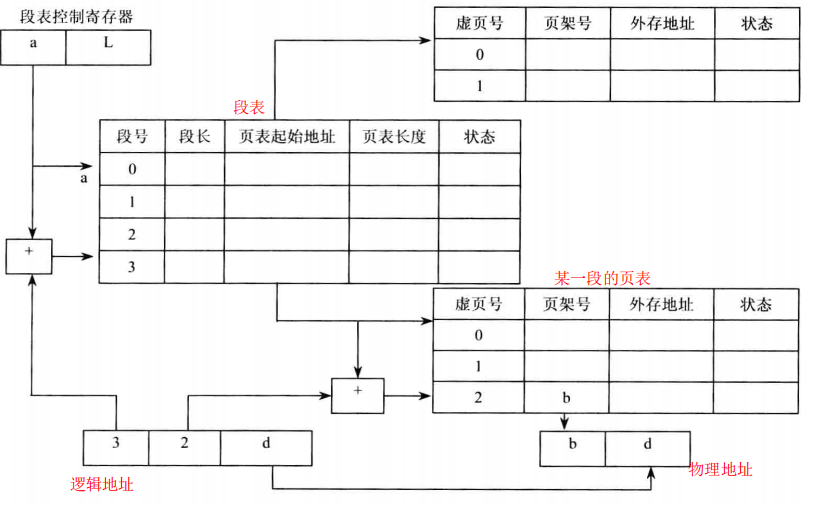 段表控制寄存器
a L
虚页号 页架号 外存地址 状态
0
1
段表
段号 段长 页表起始地址 页表长度 状态
0
1
2
3
a
+
某一段的页表
虚页号 页架号 外存地址 状态
0
1
2 b
+
3 2 d
b d
逻辑地址
物理地址